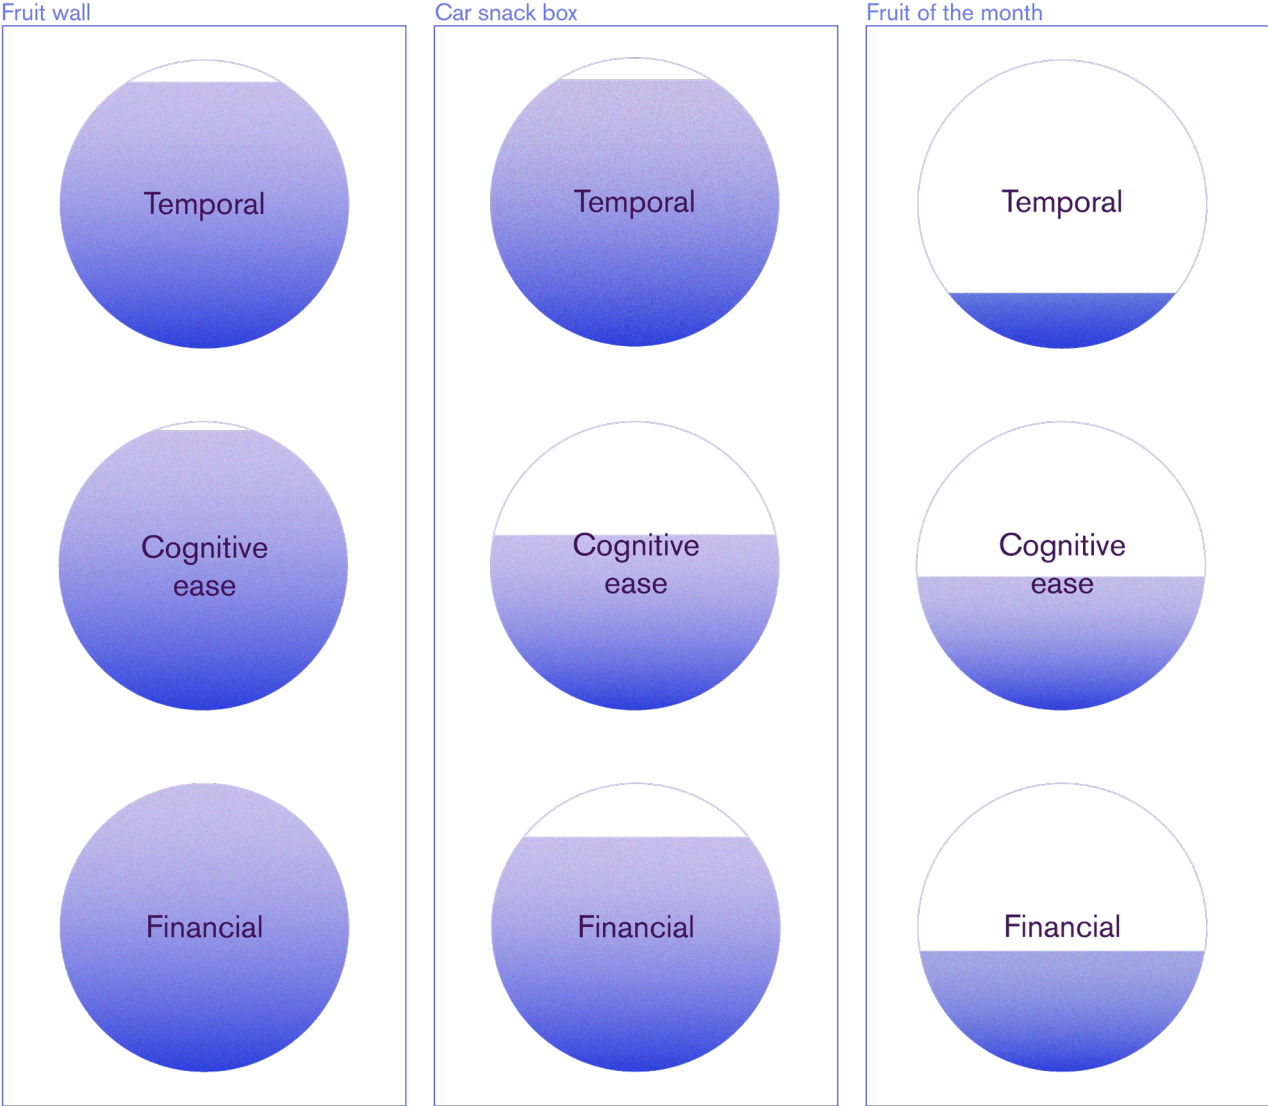 Fruit wall
Temporal
Cognitive
ease
Financial
Car snack box
Temporal
Cognitive
ease
Financial
Fruit of the month
Temporal
Cognitive
ease
Financial